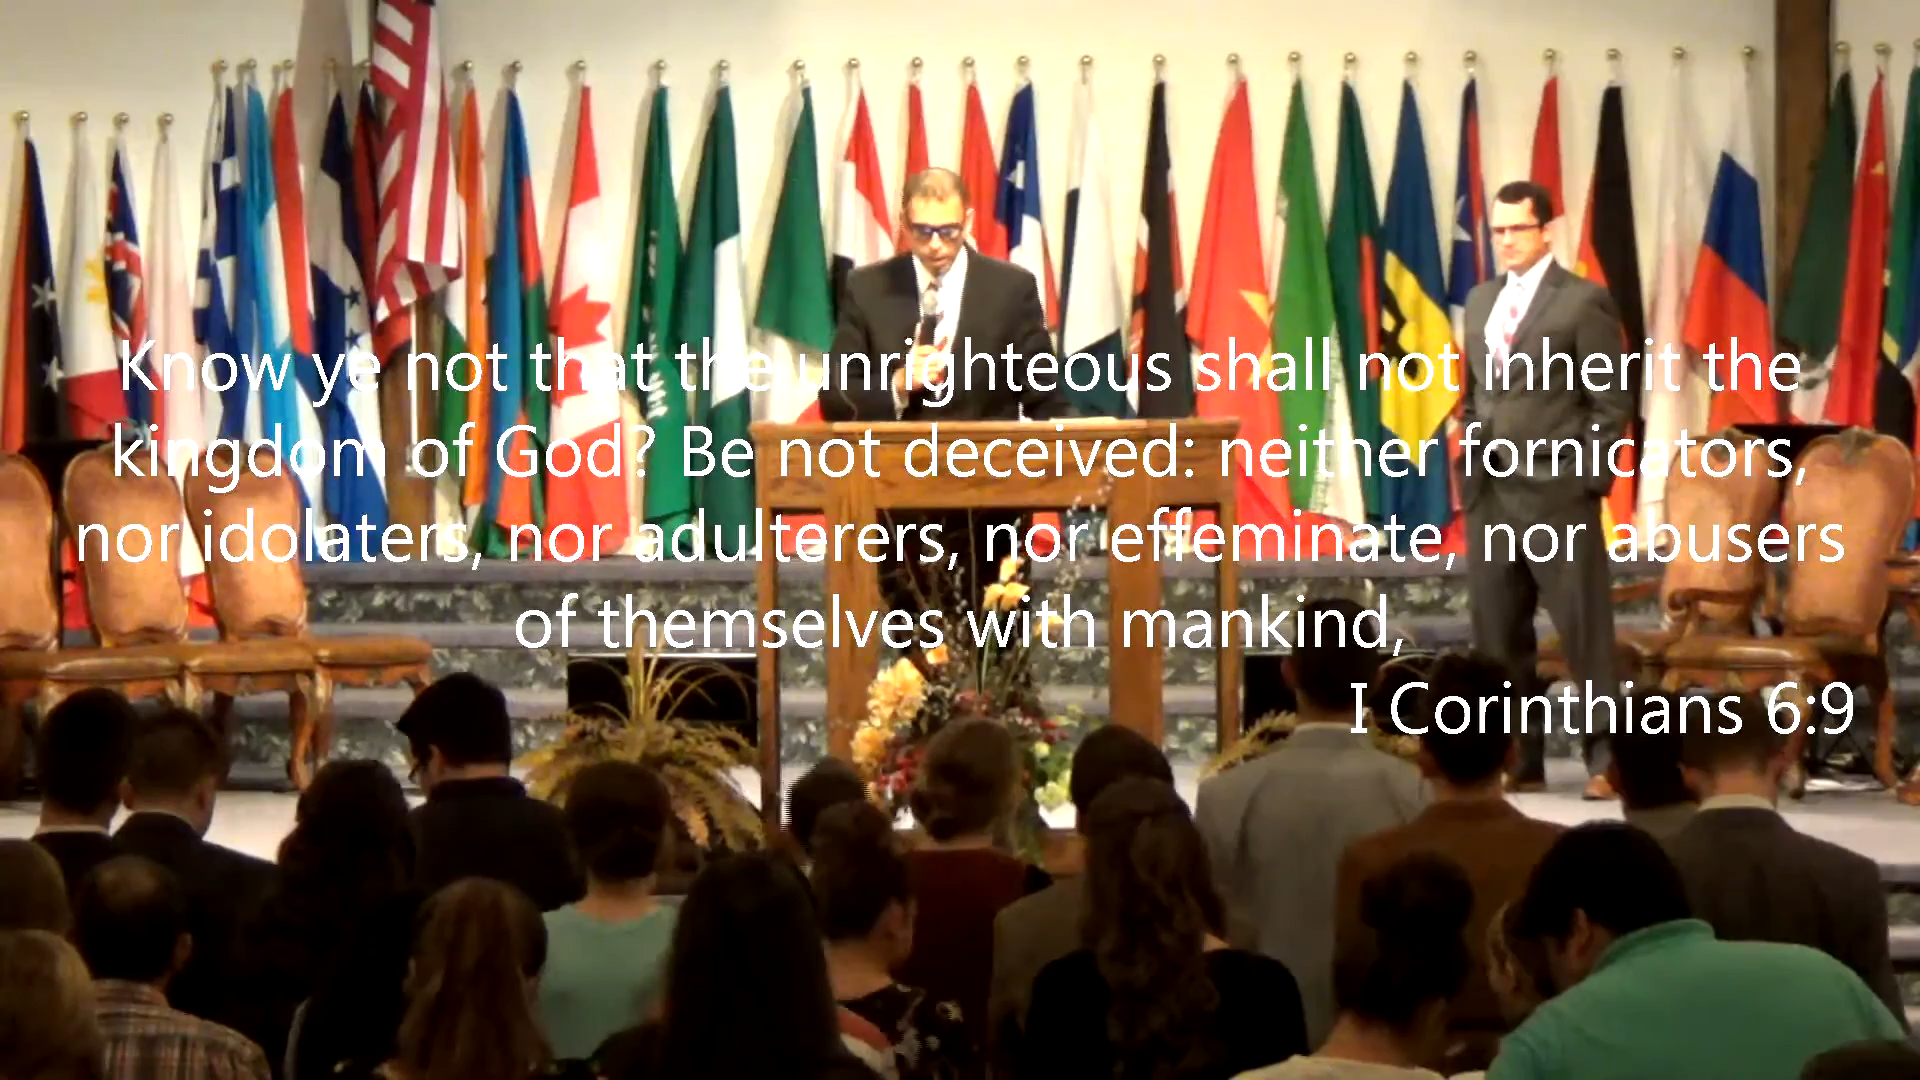 Know ye not that the unrighteous shall not inherit the
kingdom of God? Be not deceived: neither fornicators,
nor idolaters, nor adulterers, nor effeminate, nor abusers
of themselves with mankind,
I Corinthians 6:9